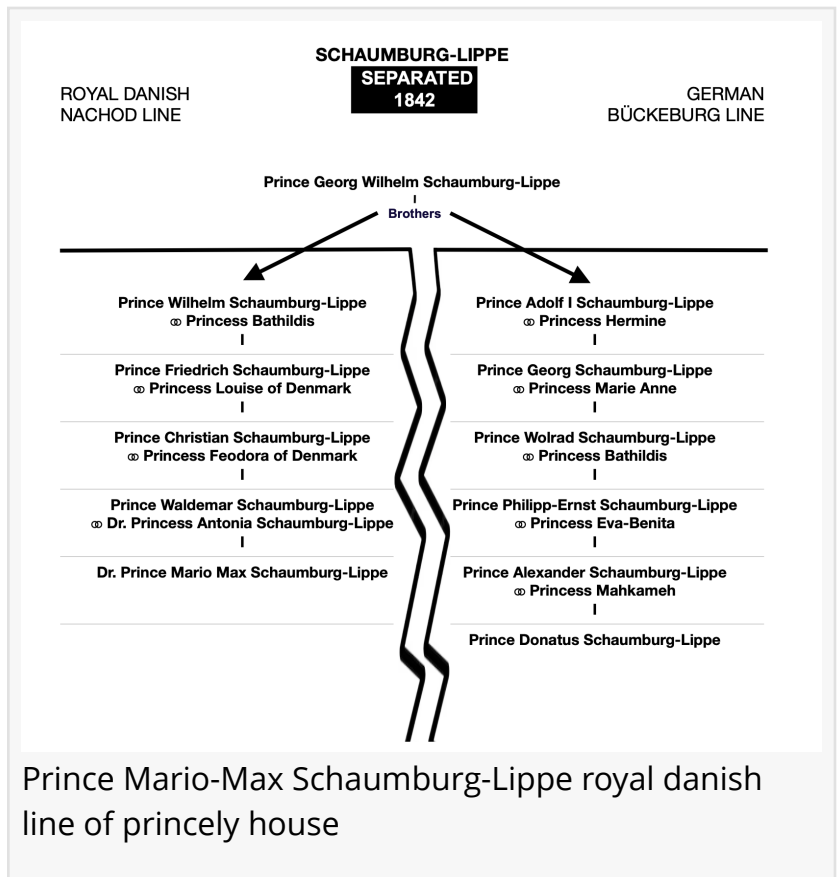 SCHAUMBURG-LIPPE
SEPARATED
1842
ROYAL DANISH
NACHOD LINE
GERMAN
BÜCKEBURG LINE
Prince Georg Wilhelm Schaumburg-Lippe
Brothers
Prince Wilhelm Schaumburg-Lippe
⚭ Princess Bathildis
Prince Friedrich Schaumburg-Lippe
⚭ Princess Louise of Denmark
Prince Christian Schaumburg-Lippe
⚭ Princess Feodora of Denmark
Prince Waldemar Schaumburg-Lippe
⚭ Dr. Princess Antonia Schaumburg-Lippe
Dr. Prince Mario Max Schaumburg-Lippe
Prince Adolf I Schaumburg-Lippe
⚭ Princess Hermine
Prince Georg Schaumburg-Lippe
⚭ Princess Marie Anne
Prince Wolrad Schaumburg-Lippe
⚭ Princess Bathildis
Prince Philipp-Ernst Schaumburg-Lippe
⚭ Princess Eva-Benita
Prince Alexander Schaumburg-Lippe
⚭ Princess Mahkameh
Prince Donatus Schaumburg-Lippe
Prince Mario-Max Schaumburg-Lippe royal danish
line of princely house